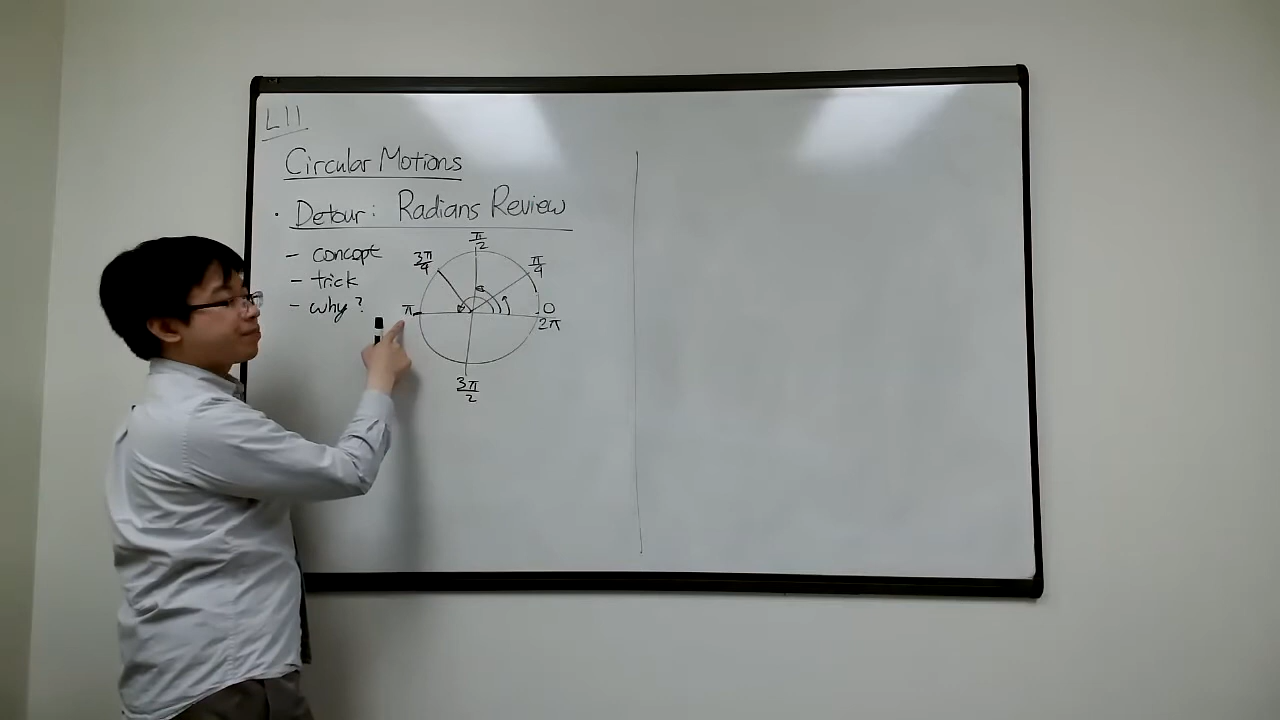 L11
Circular Motions
· Detour: Radians Review
- concept
- trick
- why?
π/2
3π/4
π/4
π
0
2π
3π/2